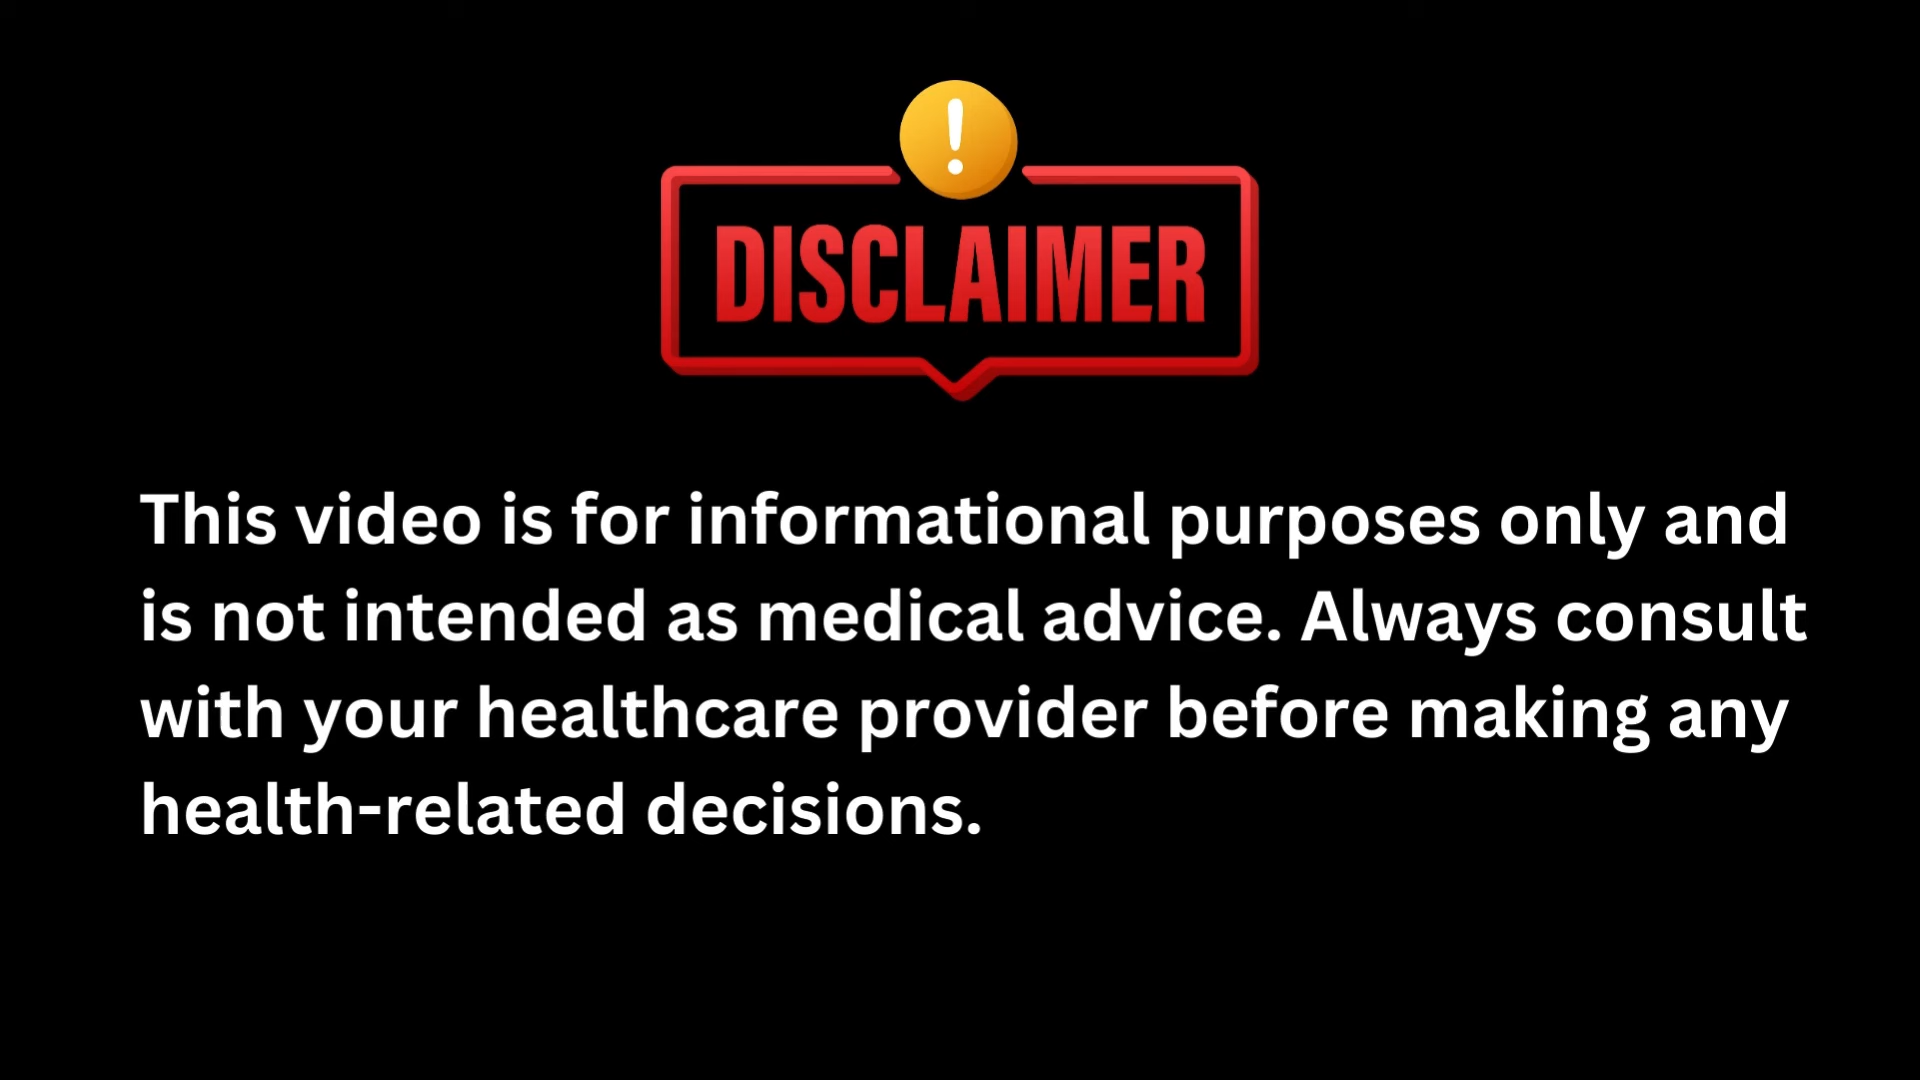 !
DISCLAIMER
This video is for informational purposes only and
is not intended as medical advice. Always consult
with your healthcare provider before making any
health-related decisions.